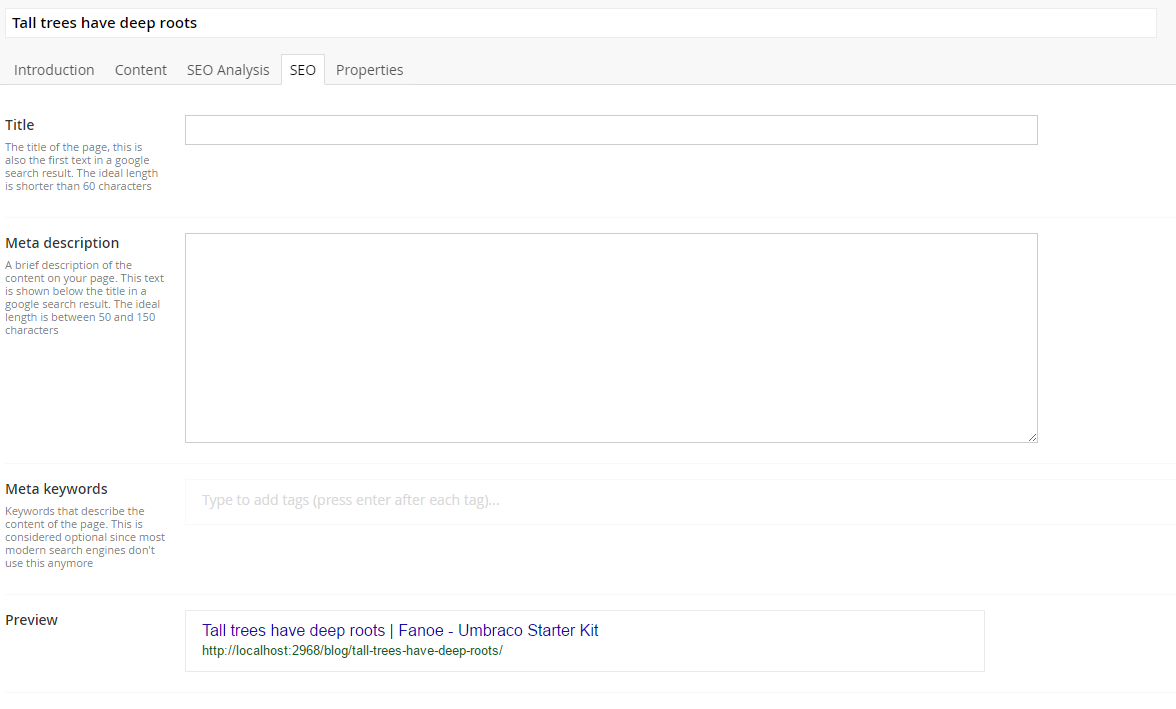 Tall trees have deep roots
Introduction Content SEO Analysis SEO Properties
Title
The title of the page, this is
also the first text in a google
search result. The ideal length
is shorter than 60 characters
Meta description
A brief description of the
content on your page. This text
is shown below the title in a
google search result. The ideal
length is between 50 and 150
characters
Meta keywords
Type to add tags (press enter after each tag)...
Keywords that describe the
content of the page. This is
considered optional since most
modern search engines don't
use this anymore
Preview
Tall trees have deep roots | Fanoe - Umbraco Starter Kit
http://localhost:2968/blog/tall-trees-have-deep-roots/